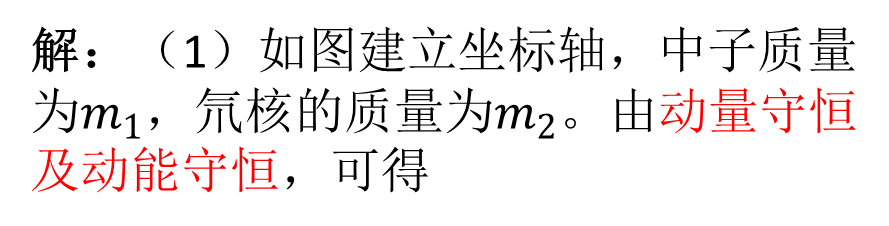 解：（1）如图建立坐标轴，中子质量
为m₁，氘核的质量为m₂。由动量守恒
及动能守恒，可得